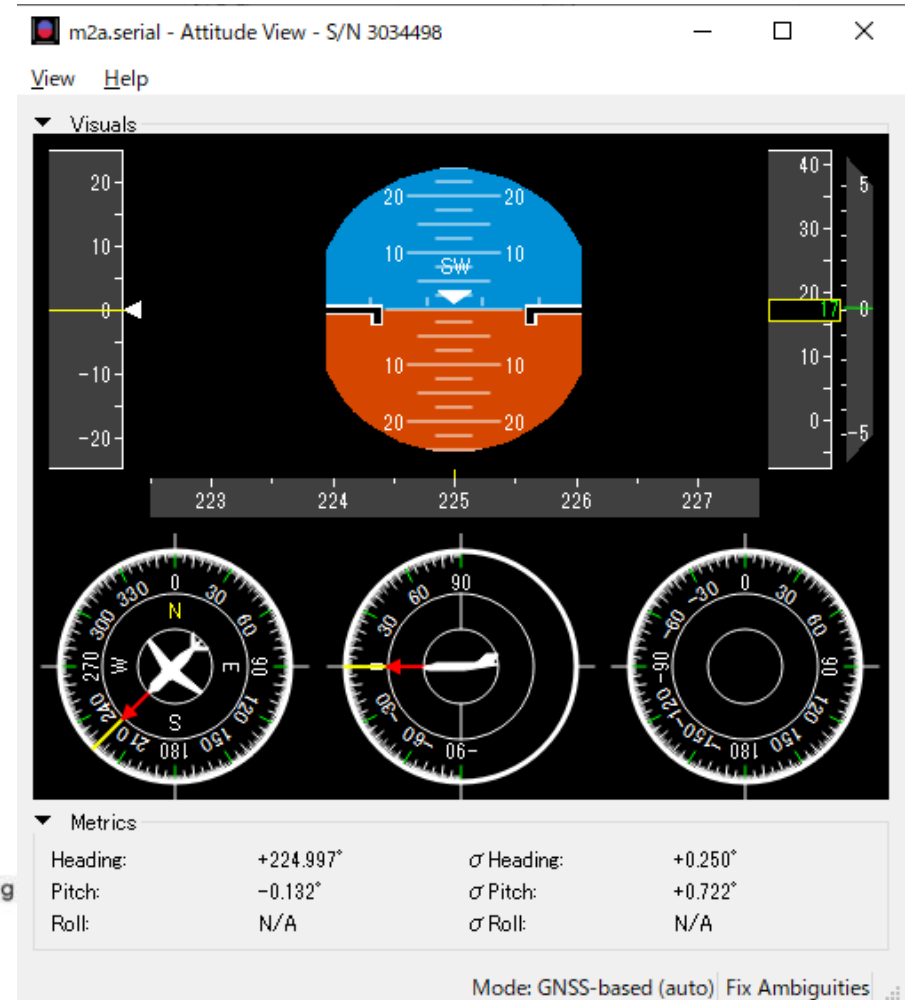 m2a.serial - Attitude View - S/N 3034498
View Help
Visuals
20
10
0
-10
-20
20 20
10 10
SW
10 10
20 20
40
30
20
17
10
0
5
0
-5
223 224 225 226 227
0 30 60 90 120 150 180 210 240 270 300 330
N E S W
90 60 30 0 -30 -60 -90
0 30 60 90 120 150 180 -150 -120 -90 -60 -30
Metrics
Heading: +224.997° σ Heading: +0.250°
Pitch: -0.132° σ Pitch: +0.722°
Roll: N/A σ Roll: N/A
g
Mode: GNSS-based (auto) Fix Ambiguities